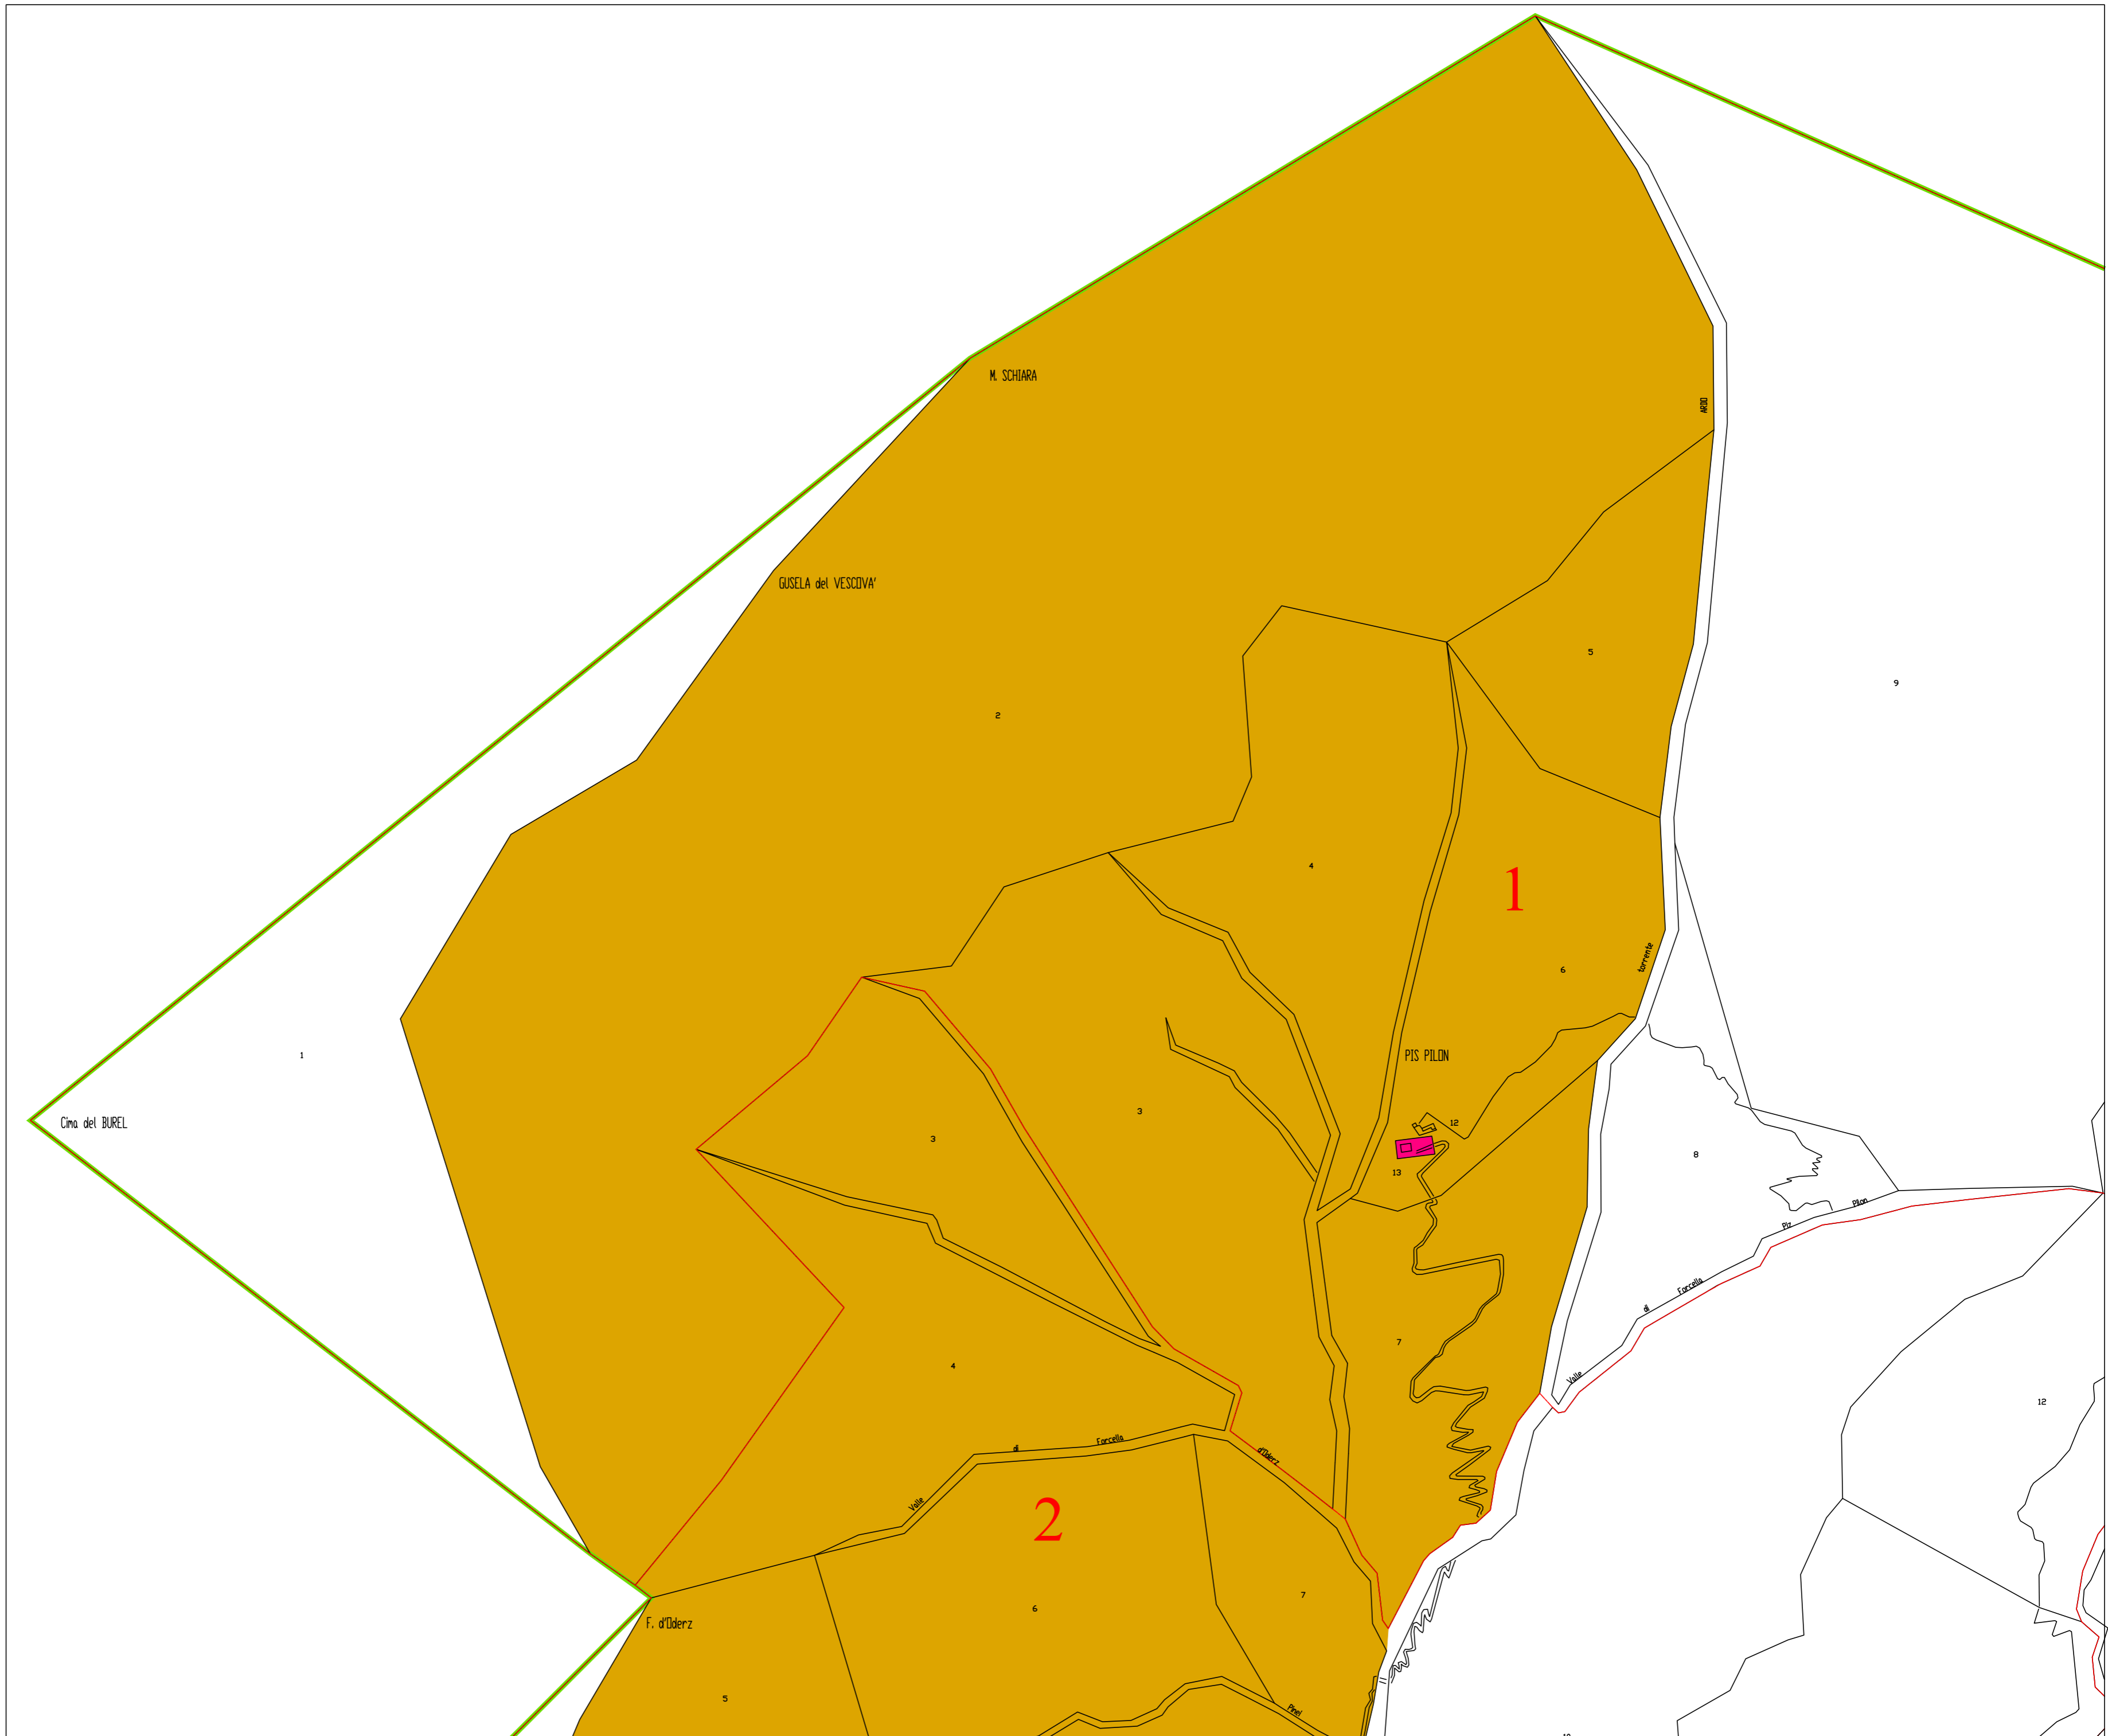 M. SCHIARA
ARDO
GUSELA del VESCOVA'
5
9
2
4
1
6
torrente
1
PIS PILON
3
Cima del BUREL
12
3
8
13
Pilon
Piz
Forcella
di
7
4
Valle
12
Forcella
di
d'Oderz
Valle
2
6
7
F. d'Oderz
5
Pinei